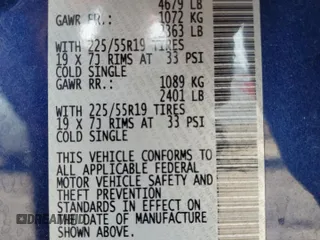 4679 LB
GAWR FR.: 1072 KG
2363 LB
WITH 225/55R19 TIRES
19 X 7J RIMS AT 33 PSI
COLD SINGLE
GAWR RR.: 1089 KG
2401 LB
WITH 225/55R19 TIRES
19 X 7J RIMS AT 33 PSI
COLD SINGLE
THIS VEHICLE CONFORMS TO
ALL APPLICABLE FEDERAL
MOTOR VEHICLE SAFETY AND
THEFT PREVENTION
STANDARDS IN EFFECT ON
THE DATE OF MANUFACTURE
SHOWN ABOVE.